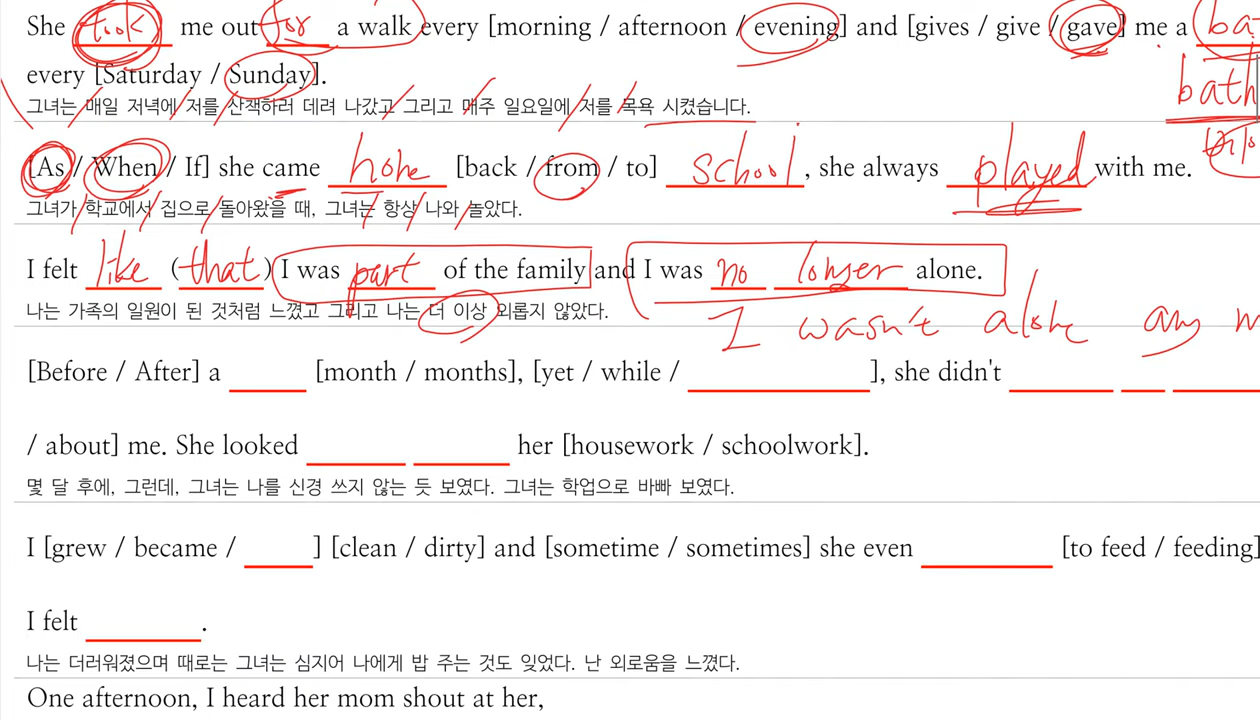 She took me out for a walk every [morning / afternoon / evening] and [gives / give / gave] me a ba
every [Saturday / Sunday].
bath
그녀는 매일 저녁에 저를 산책하러 데려 나갔고 그리고 매주 일요일에 저를 목욕 시켰습니다.
[As / When / If] she came home [back / from / to] school, she always played with me.
그녀가 학교에서 집으로 돌아왔을 때, 그녀는 항상 나와 놀았다.
I felt like (that) I was part of the family and I was no longer alone.
나는 가족의 일원이 된 것처럼 느꼈고 그리고 나는 더 이상 외롭지 않았다.
I wasn't alone any m
[Before / After] a [month / months], [yet / while / ], she didn't
/ about] me. She looked her [housework / schoolwork].
몇 달 후에, 그런데, 그녀는 나를 신경 쓰지 않는 듯 보였다. 그녀는 학업으로 바빠 보였다.
I [grew / became / ] [clean / dirty] and [sometime / sometimes] she even [to feed / feeding]
I felt .
나는 더러워졌으며 때로는 그녀는 심지어 나에게 밥 주는 것도 잊었다. 난 외로움을 느꼈다.
One afternoon, I heard her mom shout at her,